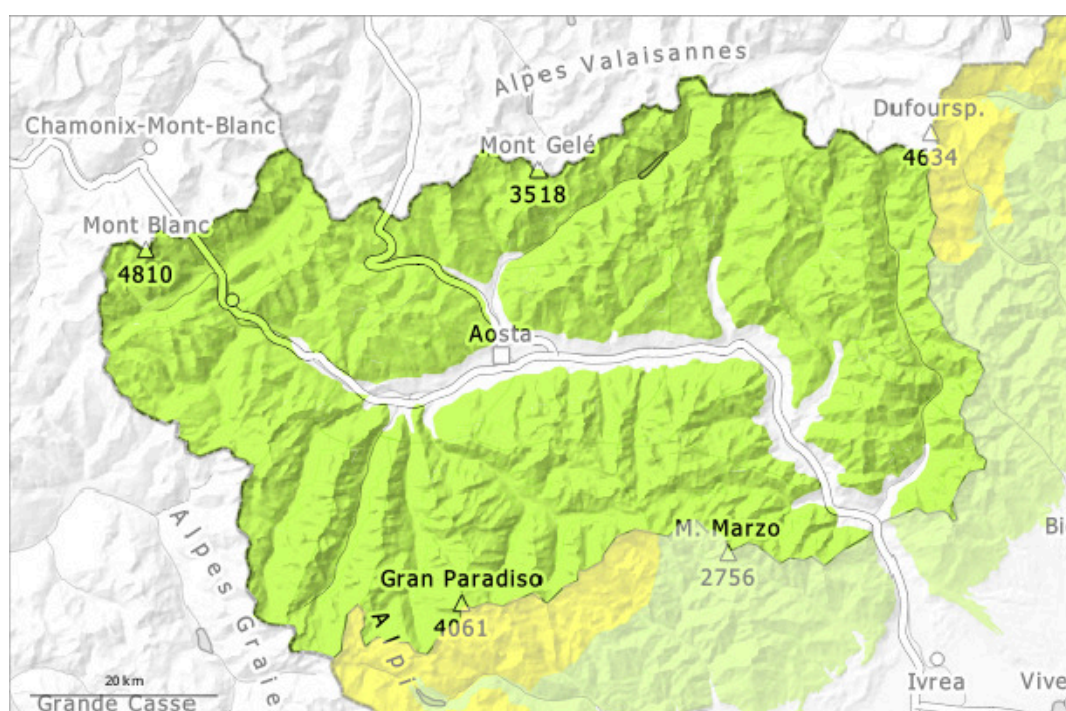 Alpes Valaisannes
Dufoursp.
4634
Chamonix-Mont-Blanc
Mont Gelé
3518
Mont Blanc
4810
Aosta
M. Marzo
2756
Bi
Gran Paradiso
4061
Alpes Graie
Alpi
20 km
Grande Casse
Ivrea
Vive